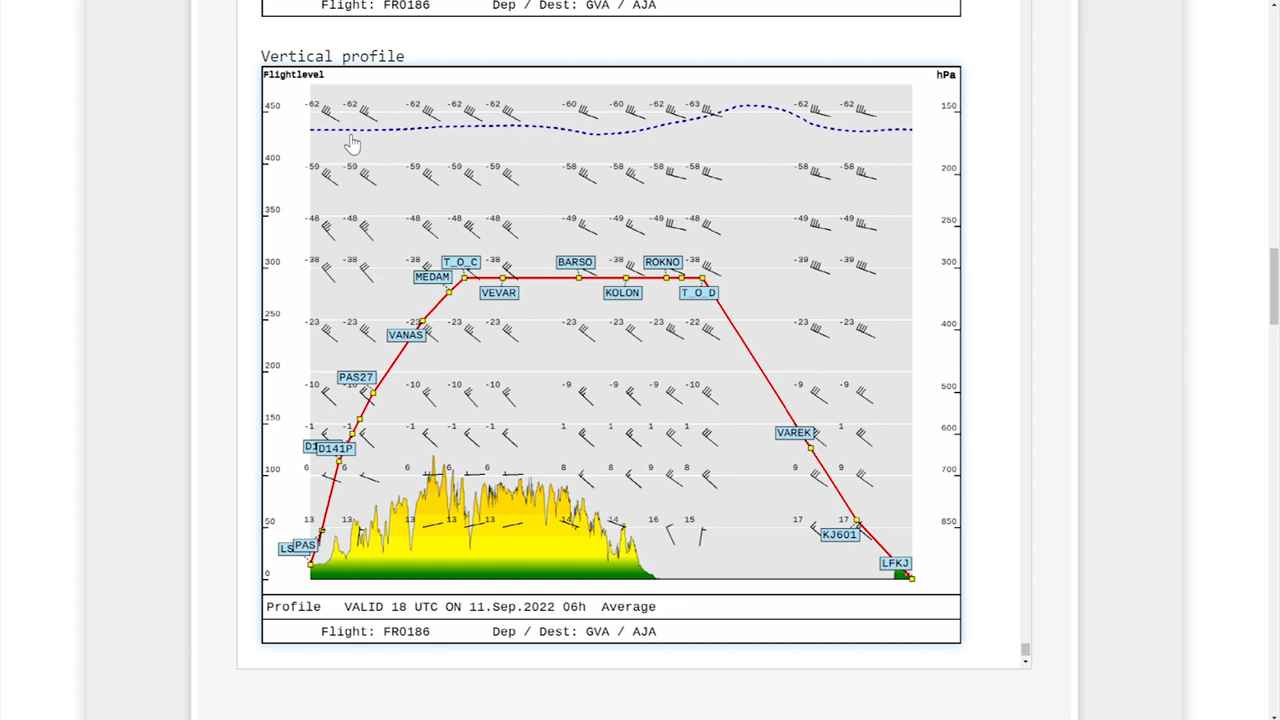 Flight: FR0186 Dep / Dest: GVA / AJA
Vertical profile
Flightlevel hPa
450 -62 -62 -62 -62 -62 -60 -60 -62 -63 -62 -62 150
400 -59 -59 -59 -59 -59 -58 -58 -58 -58 -58 -58 200
350 -48 -48 -48 -48 -48 -49 -49 -49 -48 -49 -49 250
300 -38 -38 -38 T_O_C -38 BARSO -38 ROKNO -38 -39 -39 300
MEDAM VEVAR KOLON T_O_D
250 -23 -23 -23 -23 -23 -23 -23 -22 -23 -23 400
VANAS
200 PAS27
-10 -10 -10 -10 -9 -9 -9 -10 -9 -9 500
150 -1 -1 -1 -1 -1 1 1 1 1 VAREK 1 600
D141P
100 6 6 6 6 6 8 8 9 8 9 9 700
50 13 13 13 13 13 14 14 16 15 17 17 850
KJ601
PAS
LFKJ
0
Profile VALID 18 UTC ON 11.Sep.2022 06h Average
Flight: FR0186 Dep / Dest: GVA / AJA